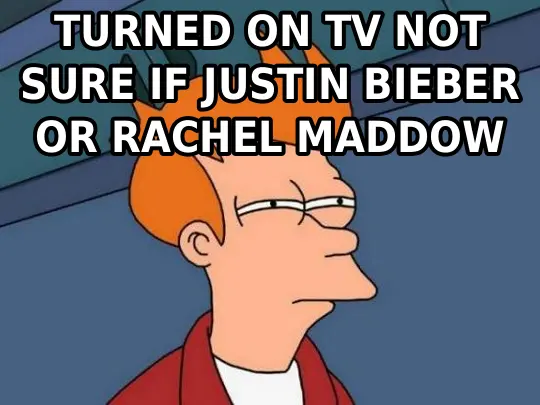 TURNED ON TV NOT
SURE IF JUSTIN BIEBER
OR RACHEL MADDOW